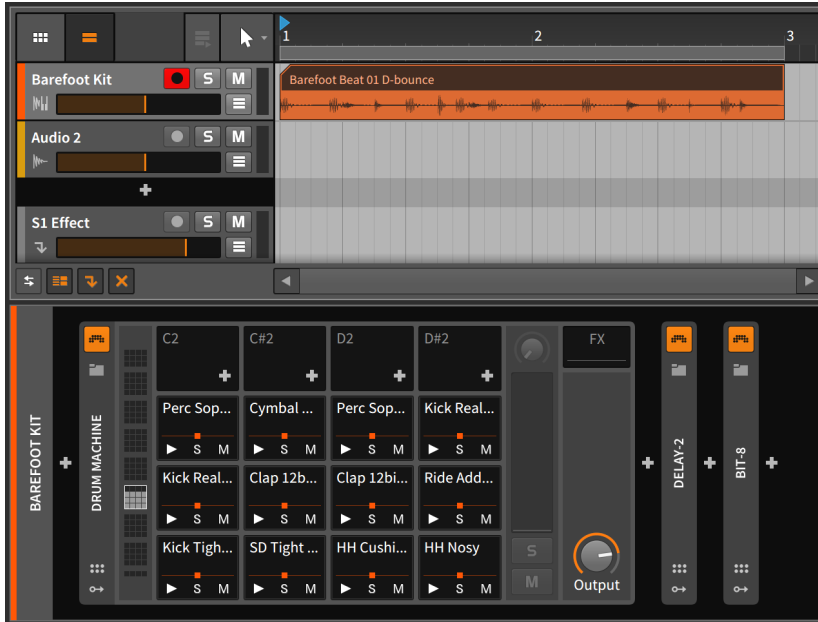 1 2 3
Barefoot Kit S M
Barefoot Beat 01 D-bounce
Audio 2 S M
S1 Effect S M
BAREFOOT KIT
DRUM MACHINE
C2 C#2 D2 D#2 FX
Perc Sop... Cymbal ... Perc Sop... Kick Real...
S M S M S M S M
Kick Real... Clap 12b... Clap 12bi... Ride Add...
S M S M S M S M
Kick Tigh... SD Tight ... HH Cushi... HH Nosy S
S M S M S M S M M Output
DELAY-2
BIT-8